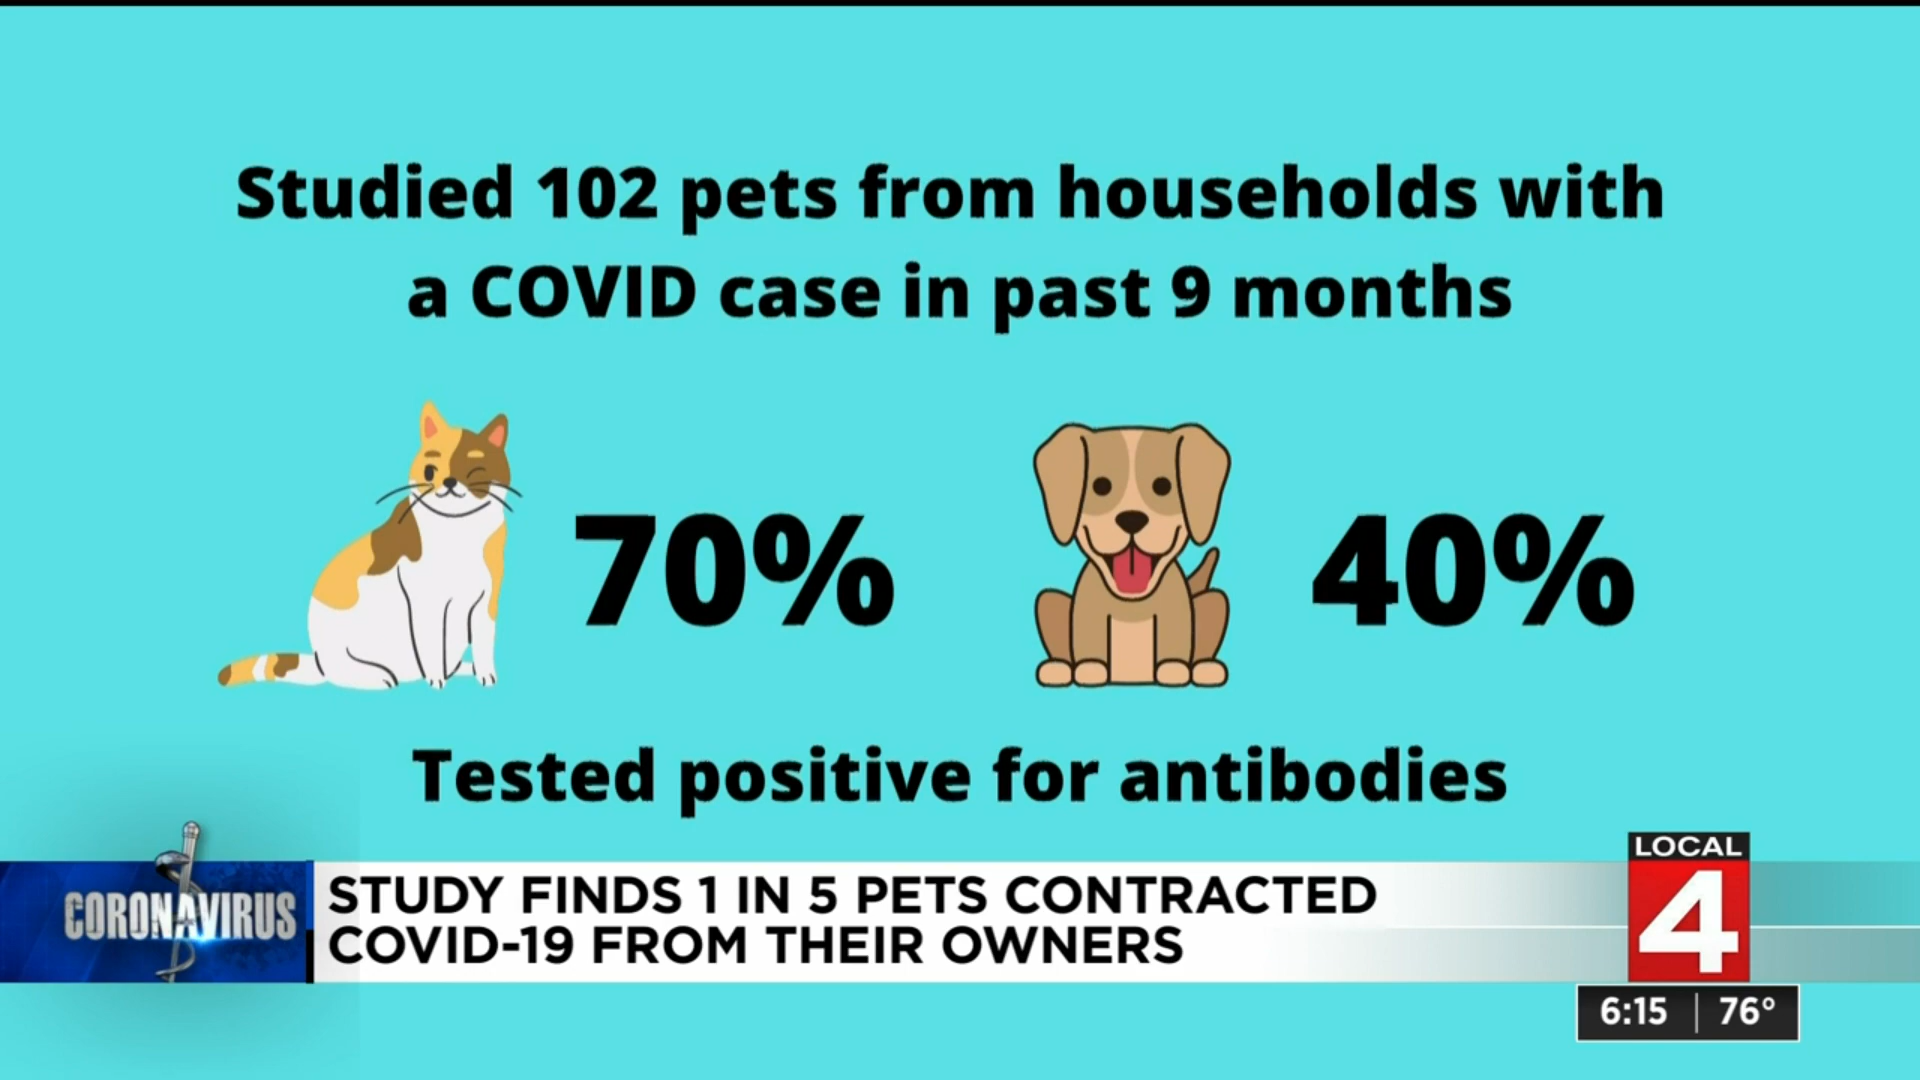 Studied 102 pets from households with
a COVID case in past 9 months
70%
40%
Tested positive for antibodies
CORONAVIRUS
STUDY FINDS 1 IN 5 PETS CONTRACTED
COVID-19 FROM THEIR OWNERS
LOCAL
4
6:15 | 76°